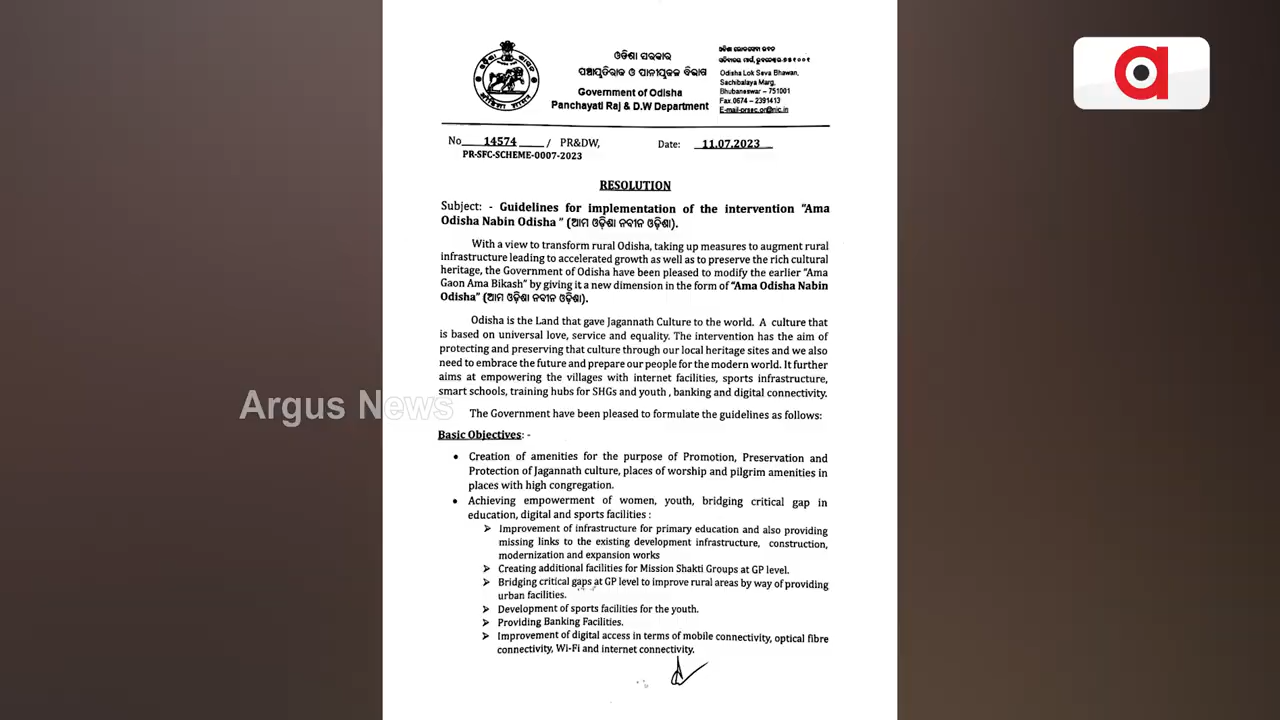 ଓଡ଼ିଶା ସରକାର
ପଞ୍ଚାୟତିରାଜ ଓ ପାନୀୟଜଳ ବିଭାଗ
Government of Odisha
Panchayati Raj & D.W Department
ଓଡ଼ିଶା ଲୋକସେବା ଭବନ
Odisha Lok Seva Bhawan,
Sachibalaya Marg,
Bhubaneswar – 751001
Fax.0674 – 2391413
E-mail-orsec.or@nic.in
No 14574 / PR&DW,
Date: 11.07.2023
PR-SFC-SCHEME-0007-2023
RESOLUTION
Subject: - Guidelines for implementation of the intervention “Ama
Odisha Nabin Odisha ” (ଆମ ଓଡ଼ିଶା ନବୀନ ଓଡ଼ିଶା).
With a view to transform rural Odisha, taking up measures to augment rural
infrastructure leading to accelerated growth as well as to preserve the rich cultural
heritage, the Government of Odisha have been pleased to modify the earlier “Ama
Gaon Ama Bikash” by giving it a new dimension in the form of “Ama Odisha Nabin
Odisha” (ଆମ ଓଡ଼ିଶା ନବୀନ ଓଡ଼ିଶା).
Odisha is the Land that gave Jagannath Culture to the world. A culture that
is based on universal love, service and equality. The intervention has the aim of
protecting and preserving that culture through our local heritage sites and we also
need to embrace the future and prepare our people for the modern world. It further
aims at empowering the villages with internet facilities, sports infrastructure,
smart schools, training hubs for SHGs and youth , banking and digital connectivity.
Argus News
The Government have been pleased to formulate the guidelines as follows:
Basic Objectives: -
• Creation of amenities for the purpose of Promotion, Preservation and
Protection of Jagannath culture, places of worship and pilgrim amenities in
places with high congregation.
• Achieving empowerment of women, youth, bridging critical gap in
education, digital and sports facilities :
➢ Improvement of infrastructure for primary education and also providing
missing links to the existing development infrastructure, construction,
modernization and expansion works
➢ Creating additional facilities for Mission Shakti Groups at GP level.
➢ Bridging critical gaps at GP level to improve rural areas by way of providing
urban facilities.
➢ Development of sports facilities for the youth.
➢ Providing Banking Facilities.
➢ Improvement of digital access in terms of mobile connectivity, optical fibre
connectivity, Wi-Fi and internet connectivity.